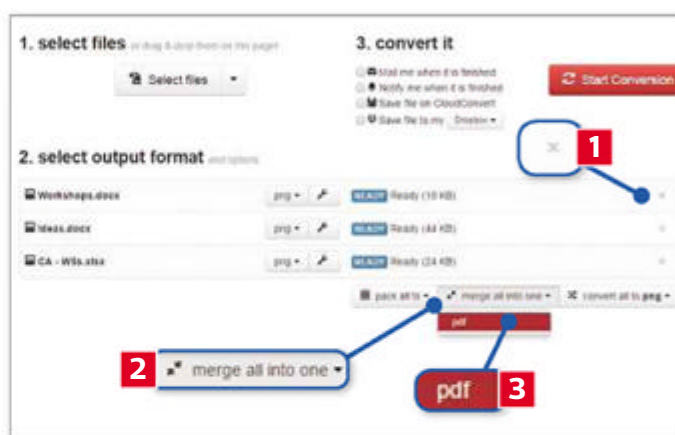 1. select files or drag & drop them on this page!
Select files
3. convert it
Mail me when it is finished
Notify me when it is finished
Save file on CloudConvert
Save file to my Dropbox
Start Conversion
1
2. select output format and options
Workshops.docx png READY Ready (10 KB)
Ideas.docx png READY Ready (44 KB)
CA - WSs.xlsx png READY Ready (24 KB)
pack all to merge all into one convert all to png
pdf
2 merge all into one
pdf 3